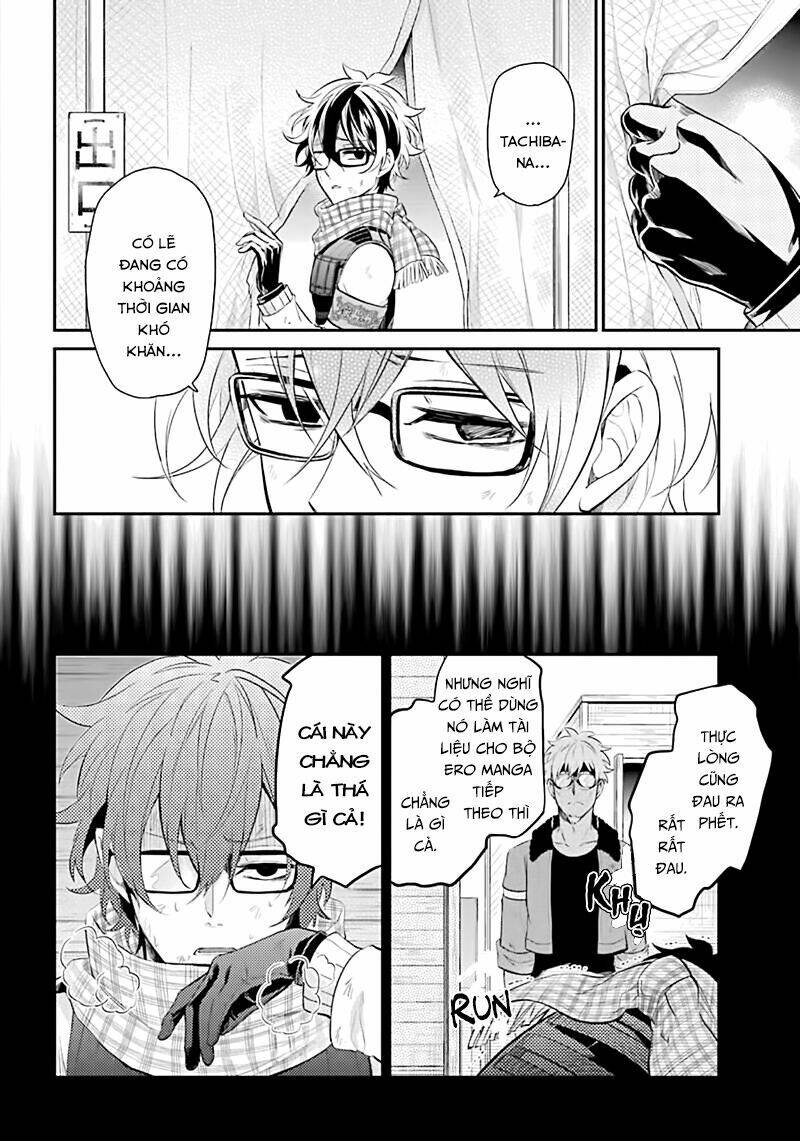 ...
TACHIBA-
NA...
CÓ LẼ
ĐANG CÓ
KHOẢNG
THỜI GIAN
KHÓ
KHĂN...
THỰC
LÒNG
CŨNG
ĐAU RA
PHẾT.
RẤT
RẤT
ĐAU.
KHỤ
RUN
NHƯNG NGHĨ
CÓ THỂ DÙNG
NÓ LÀM TÀI
LIỆU CHO BỘ
ERO MANGA
TIẾP
THEO THÌ
CHẲNG
LÀ GÌ
CẢ.
CÁI NÀY
CHẲNG
LÀ THÁ
GÌ CẢ!